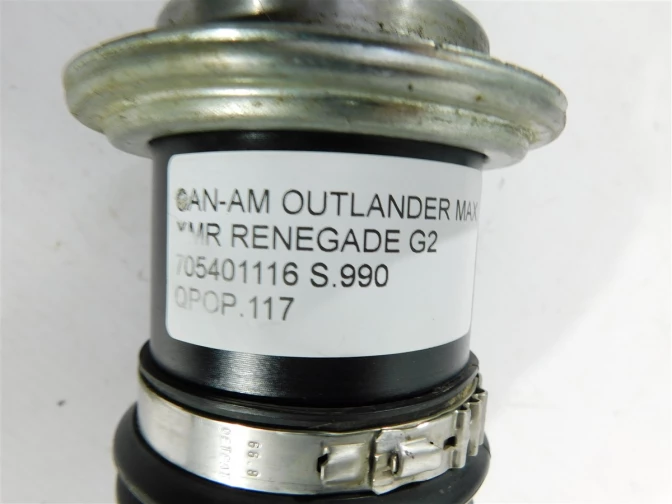 CAN-AM OUTLANDER MAX
XMR RENEGADE G2
705401116 S.990
QPOP.117